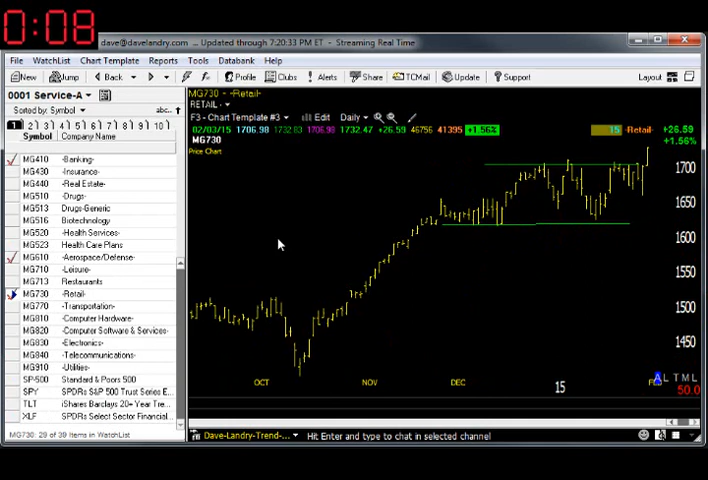 0:08
dave@davelandry.com ... Updated through 7:20:33 PM ET - Streaming Real Time
File WatchList Chart Template Reports Tools Databank Help
New Jump Back Profile Clubs Alerts Share TCMail Update Support Layout
0001 Service-A
Sorted by: Symbol abc..
1 2 3 4 5 6 7 8 9 10
Symbol Company Name
MG410 -Banking-
MG430 -Insurance-
MG440 -Real Estate-
MG510 -Drugs-
MG513 Drugs-Generic
MG516 Biotechnology
MG520 -Health Services-
MG523 Health Care Plans
MG610 -Aerospace/Defense-
MG710 -Leisure-
MG713 Restaurants
MG730 -Retail-
MG770 -Transportation-
MG810 -Computer Hardware-
MG820 -Computer Software & Services-
MG830 -Electronics-
MG840 -Telecommunications-
MG910 -Utilities-
SP-500 Standard & Poors 500
SPY SPDRs S&P 500 Trust Series E...
TLT iShares Barclays 20+ Year Tre...
XLF SPDRs Select Sector Financial...
MG730: 29 of 39 Items in WatchList
MG730 - -Retail-
RETAIL -
F3 - Chart Template #3 Edit Daily
02/03/15 1706.98 1732.83 1706.98 1732.47 +26.59 46756 41395 +1.56% 15 -Retail- +26.59
MG730 +1.56%
Price Chart
1700
1650
1600
1550
1500
1450
OCT NOV DEC 15
A L T M L
50.0
Dave-Landry-Trend-... Hit Enter and type to chat in selected channel